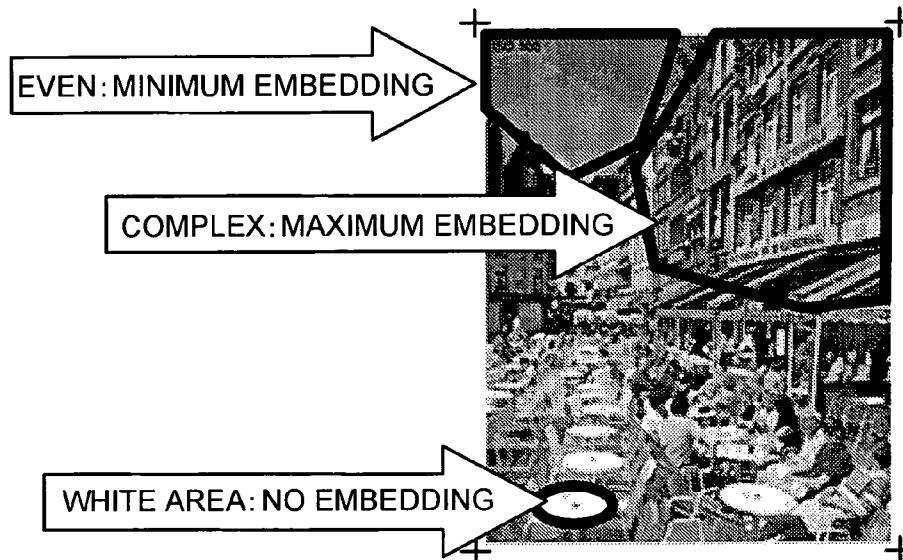 EVEN: MINIMUM EMBEDDING
COMPLEX: MAXIMUM EMBEDDING
WHITE AREA: NO EMBEDDING